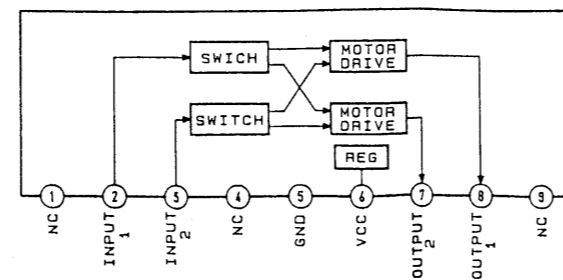 SWICH
MOTOR
DRIVE
SWITCH
MOTOR
DRIVE
REG
1 2 5 4 5 6 7 8 9
NC
INPUT
1
INPUT
2
NC
GND
VCC
OUTPUT
2
OUTPUT
1
NC